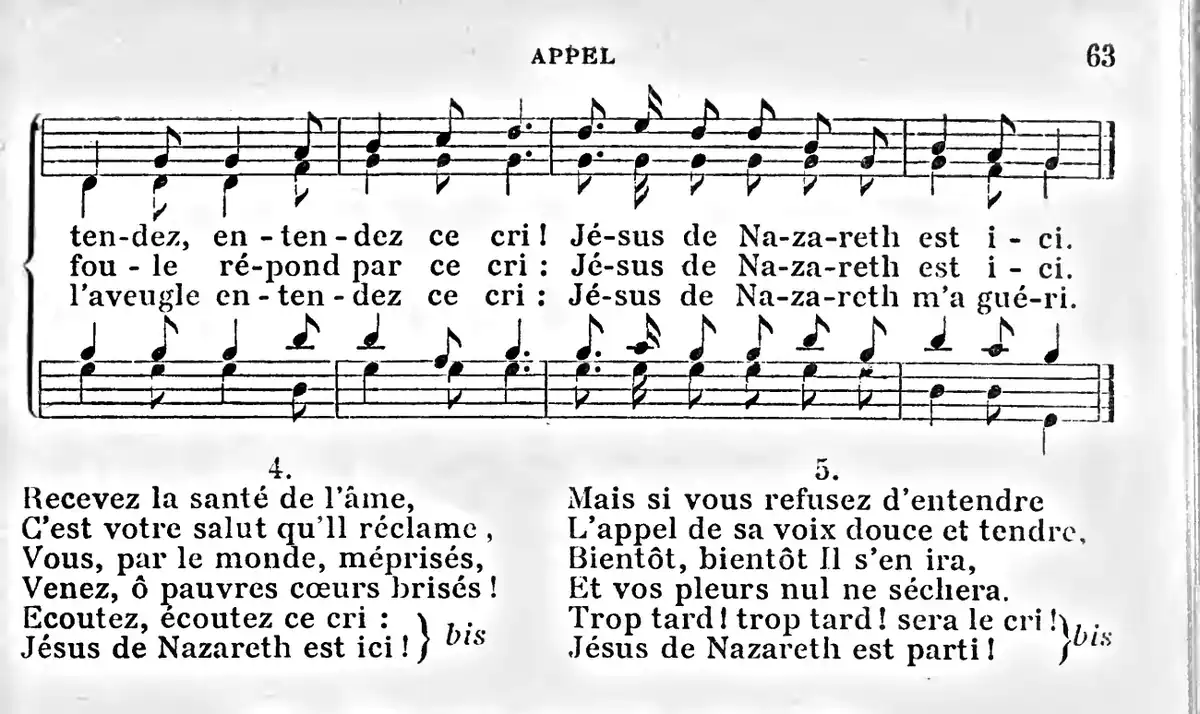 APPEL
63
ten-dez, en - ten - dez ce cri ! Jé-sus de Na-za-reth est i - ci.
fou - le ré-pond par ce cri : Jé-sus de Na-za-reth est i - ci.
l'aveugle en - ten - dez ce cri : Jé-sus de Na-za-reth m'a gué-ri.
4.
Recevez la santé de l'âme,
C'est votre salut qu'Il réclame ,
Vous, par le monde, méprisés,
Venez, ô pauvres cœurs brisés !
Ecoutez, écoutez ce cri :
Jésus de Nazareth est ici !
bis
5.
Mais si vous refusez d'entendre
L'appel de sa voix douce et tendre,
Bientôt, bientôt Il s'en ira,
Et vos pleurs nul ne séchera.
Trop tard ! trop tard ! sera le cri !
Jésus de Nazareth est parti !
bis